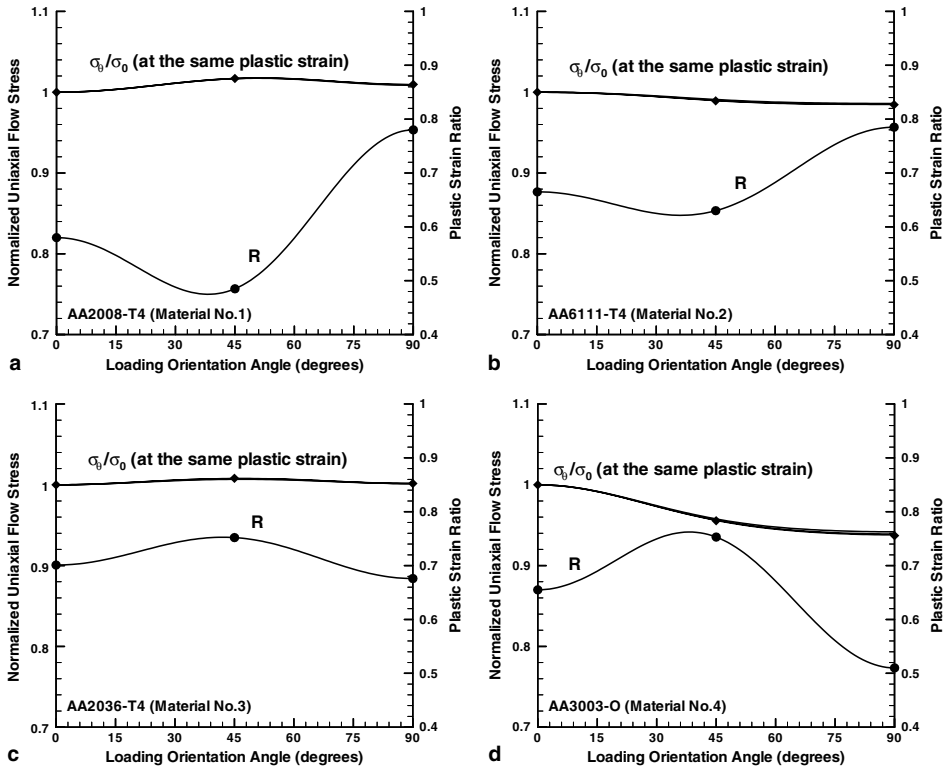 1.1
1
0.9
0.8
0.7
Normalized Uniaxial Flow Stress
σθ/σ0 (at the same plastic strain)
R
AA2008-T4 (Material No.1)
1
0.9
0.8
0.7
0.6
0.5
0.4
Plastic Strain Ratio
0 15 30 45 60 75 90
Loading Orientation Angle (degrees)
a
1.1
1
0.9
0.8
0.7
Normalized Uniaxial Flow Stress
σθ/σ0 (at the same plastic strain)
R
AA6111-T4 (Material No.2)
1
0.9
0.8
0.7
0.6
0.5
0.4
Plastic Strain Ratio
0 15 30 45 60 75 90
Loading Orientation Angle (degrees)
b
1.1
1
0.9
0.8
0.7
Normalized Uniaxial Flow Stress
σθ/σ0 (at the same plastic strain)
R
AA2036-T4 (Material No.3)
1
0.9
0.8
0.7
0.6
0.5
0.4
Plastic Strain Ratio
0 15 30 45 60 75 90
Loading Orientation Angle (degrees)
c
1.1
1
0.9
0.8
0.7
Normalized Uniaxial Flow Stress
σθ/σ0 (at the same plastic strain)
R
AA3003-O (Material No.4)
1
0.9
0.8
0.7
0.6
0.5
0.4
Plastic Strain Ratio
0 15 30 45 60 75 90
Loading Orientation Angle (degrees)
d